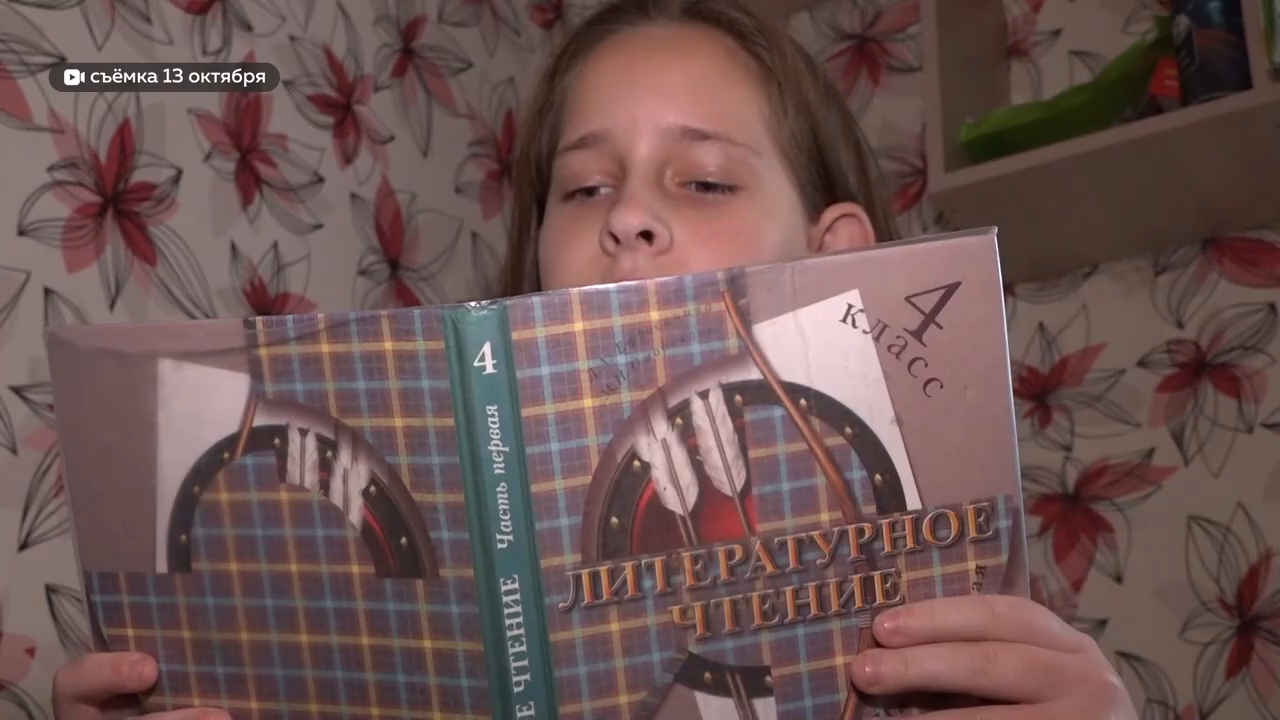 съёмка 13 октября
4
класс
4
Часть первая
Е ЧТЕНИЕ
ЛИТЕРАТУРНОЕ
ЧТЕНИЕ